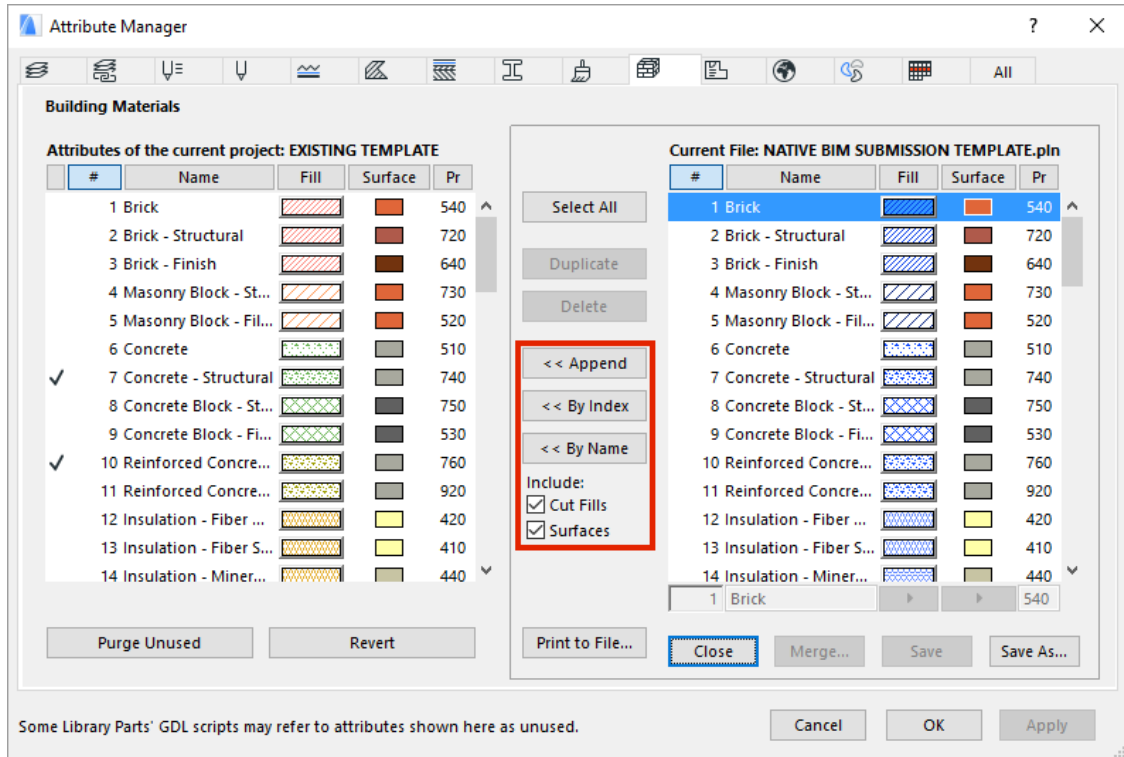 Attribute Manager
?
All
Building Materials
Attributes of the current project: EXISTING TEMPLATE
# Name Fill Surface Pr
1 Brick 540
2 Brick - Structural 720
3 Brick - Finish 640
4 Masonry Block - St... 730
5 Masonry Block - Fil... 520
6 Concrete 510
7 Concrete - Structural 740
8 Concrete Block - St... 750
9 Concrete Block - Fi... 530
10 Reinforced Concre... 760
11 Reinforced Concre... 920
12 Insulation - Fiber ... 420
13 Insulation - Fiber S... 410
14 Insulation - Miner... 440
Purge Unused
Revert
Select All
Duplicate
Delete
<< Append
<< By Index
<< By Name
Include:
Cut Fills
Surfaces
Print to File...
Current File: NATIVE BIM SUBMISSION TEMPLATE.pln
# Name Fill Surface Pr
1 Brick 540
2 Brick - Structural 720
3 Brick - Finish 640
4 Masonry Block - St... 730
5 Masonry Block - Fil... 520
6 Concrete 510
7 Concrete - Structural 740
8 Concrete Block - St... 750
9 Concrete Block - Fi... 530
10 Reinforced Concre... 760
11 Reinforced Concre... 920
12 Insulation - Fiber ... 420
13 Insulation - Fiber S... 410
14 Insulation - Miner... 440
1 Brick 540
Close
Merge...
Save
Save As...
Some Library Parts' GDL scripts may refer to attributes shown here as unused.
Cancel
OK
Apply